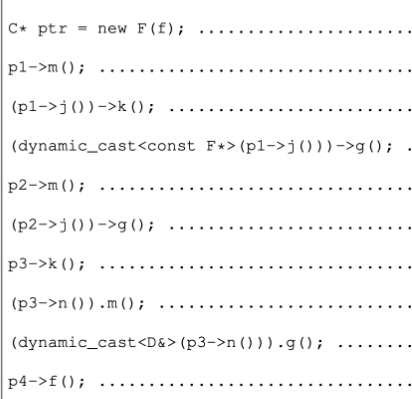 C* ptr = new F(f); ......................
p1->m(); ................................
(p1->j())->k(); .........................
(dynamic_cast<const F*>(p1->j()))->g(); .
p2->m(); ................................
(p2->j())->g(); .........................
p3->k(); ................................
(p3->n()).m(); ..........................
(dynamic_cast<D&>(p3->n())).g(); ........
p4->f(); ................................